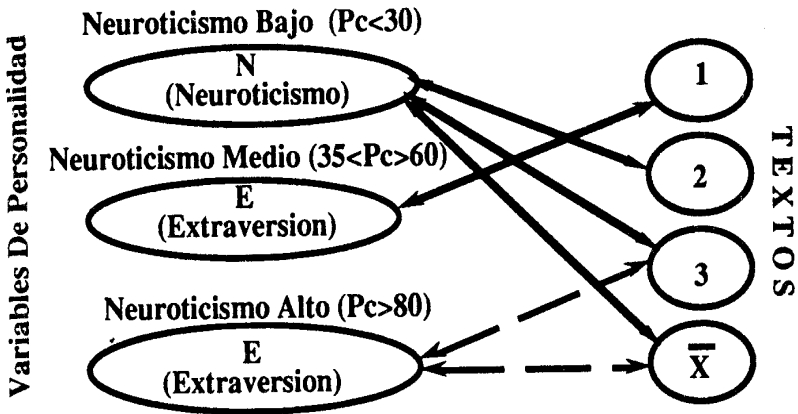 Neuroticismo Bajo (Pc<30)
N
(Neuroticismo)
Neuroticismo Medio (35<Pc>60)
E
(Extraversion)
Neuroticismo Alto (Pc>80)
E
(Extraversion)
Variables De Personalidad
1
2
3
X̅
TEXTOS